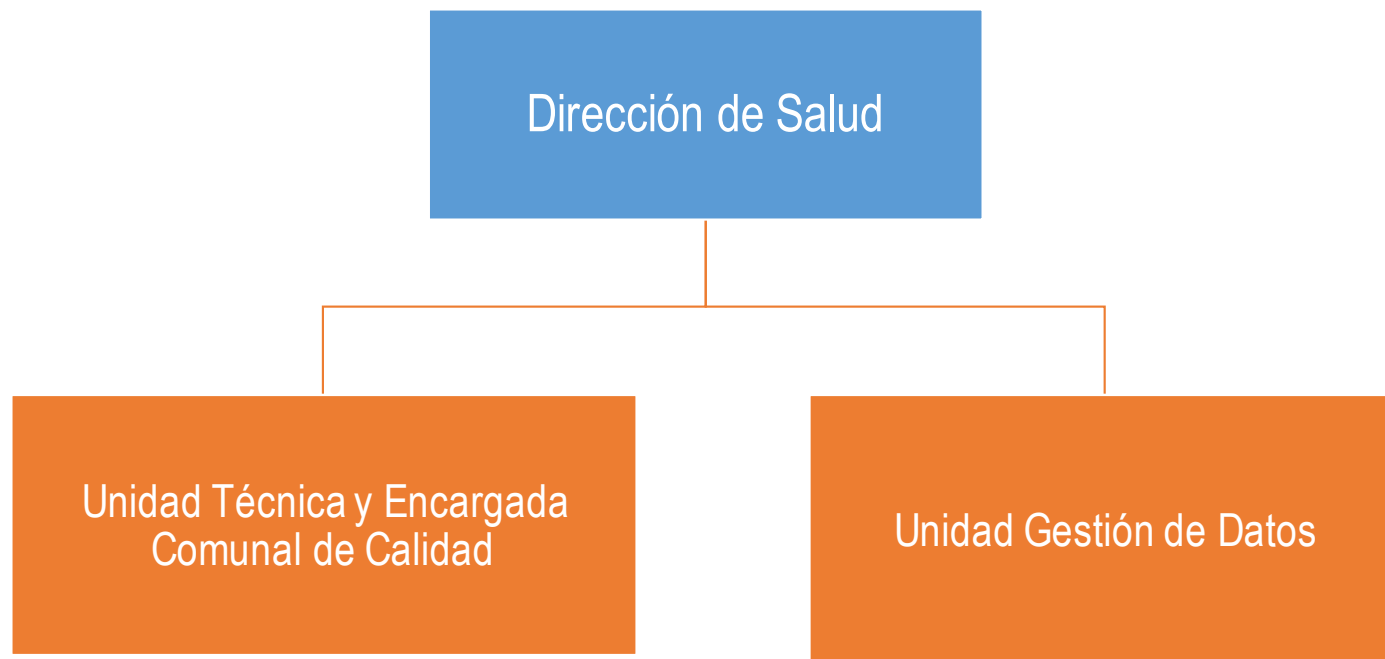 Dirección de Salud
Unidad Técnica y Encargada
Comunal de Calidad
Unidad Gestión de Datos